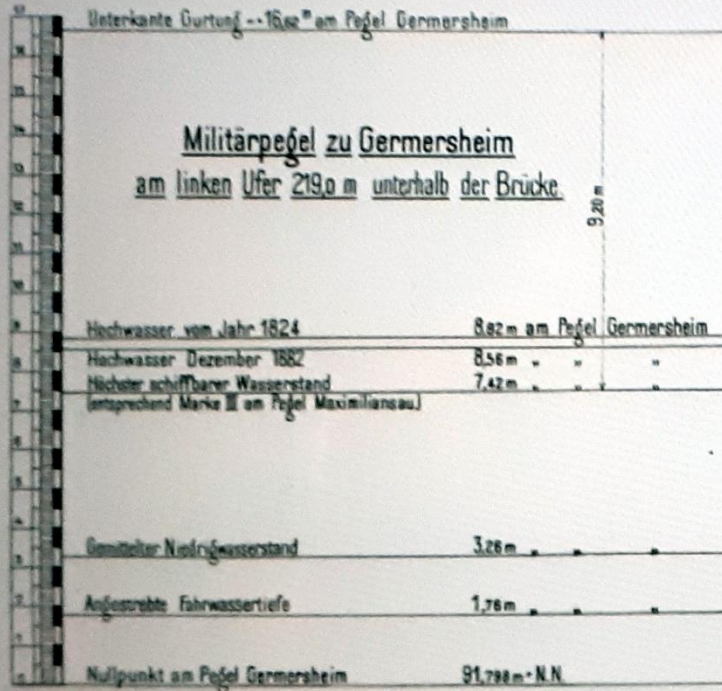 Unterkante Gurtung -·- 16,62 m am Pegel Germersheim
Militärpegel zu Germersheim
am linken Ufer 219,0 m unterhalb der Brücke.
9,20 m
Hochwasser vom Jahr 1824 8,82 m am Pegel Germersheim
Hochwasser Dezember 1882 8,56 m " " "
Höchster schiffbarer Wasserstand 7,42 m " " "
(entsprechend Marke III am Pegel Maximiliansau)
Gemittelter Niedrigwasserstand 3,26 m " " "
Angestrebte Fahrwassertiefe 1,76 m " " "
Nullpunkt am Pegel Germersheim 91,798 m + N.N.